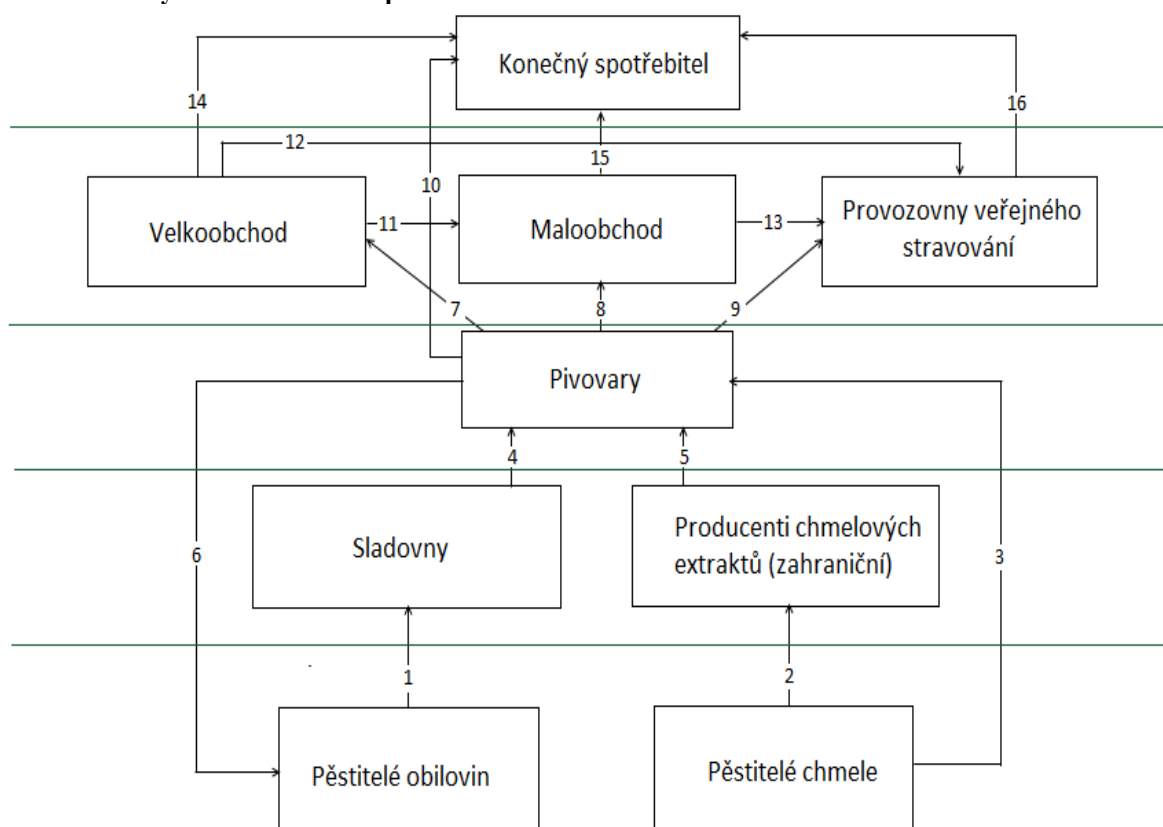 Konečný spotřebitel
14
16
12
15
10
Velkoobchod
11
Maloobchod
13
Provozovny veřejného
stravování
7
8
9
Pivovary
4
5
6
Sladovny
Producenti chmelových
extraktů (zahraniční)
3
1
2
Pěstitelé obilovin
Pěstitelé chmele